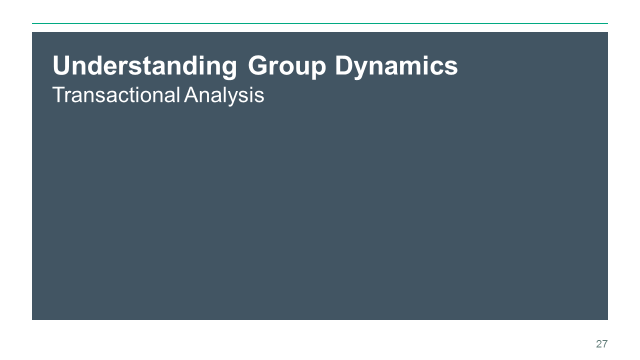 Understanding Group Dynamics
Transactional Analysis
27